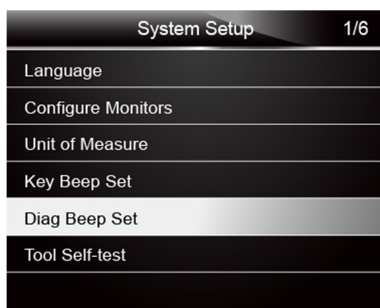 System Setup 1/6
Language
Configure Monitors
Unit of Measure
Key Beep Set
Diag Beep Set
Tool Self-test